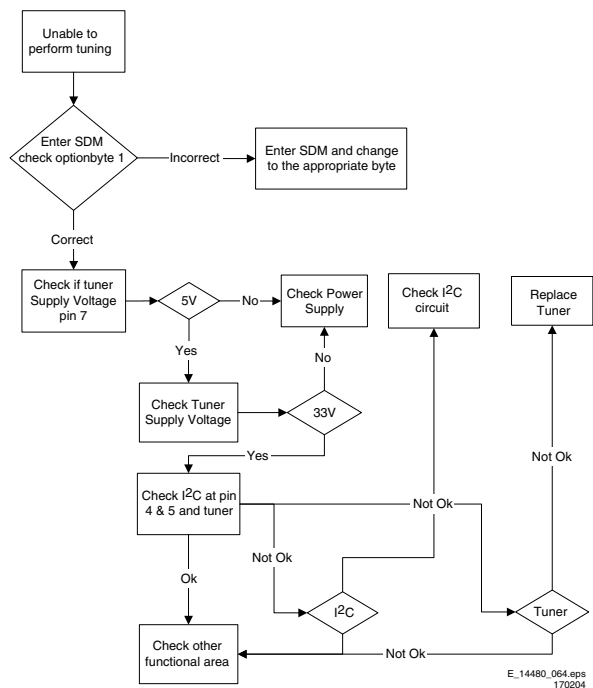 Unable to
perform tuning
Enter SDM
check optionbyte 1
Incorrect
Enter SDM and change
to the appropriate byte
Correct
Check if tuner
Supply Voltage
pin 7
5V
No
Check Power
Supply
Check I²C
circuit
Replace
Tuner
Yes
No
Check Tuner
Supply Voltage
33V
Yes
Not Ok
Check I²C at pin
4 & 5 and tuner
Not Ok
Not Ok
Ok
I²C
Tuner
Check other
functional area
Not Ok
E_14480_064.eps
170204